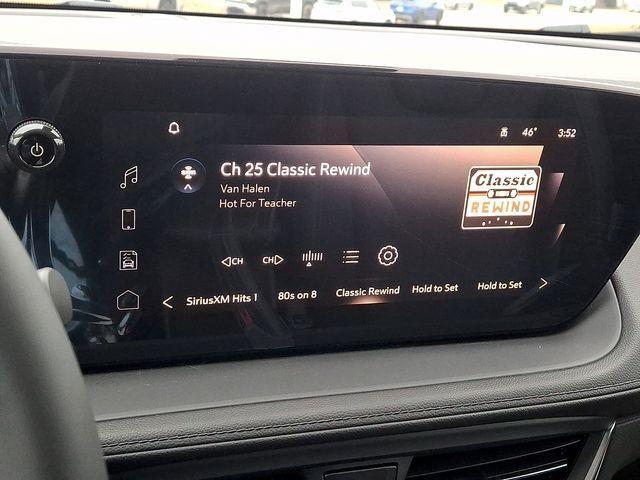 46° 3:52
Ch 25 Classic Rewind
Van Halen
Hot For Teacher
Classic
REWIND
CH CH
SiriusXM Hits 1 80s on 8 Classic Rewind Hold to Set Hold to Set